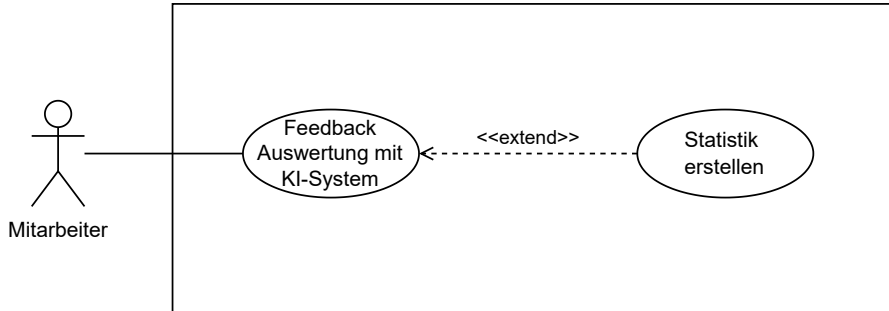 Feedback
Auswertung mit
KI-System
<<extend>>
Statistik
erstellen
Mitarbeiter